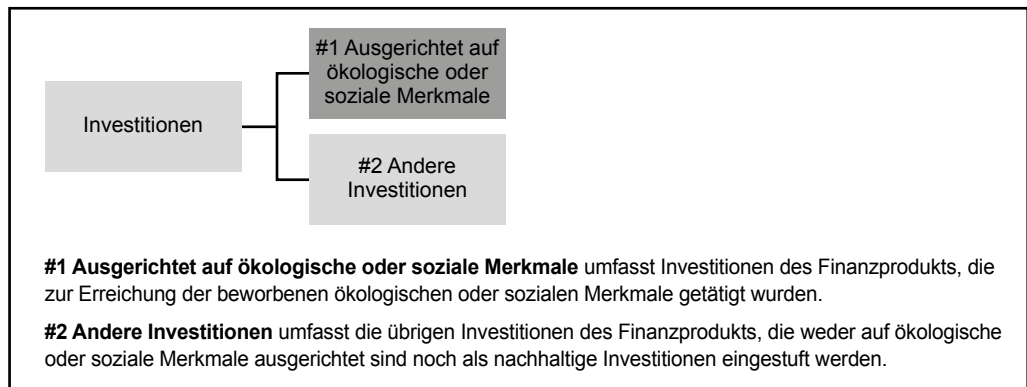 #1 Ausgerichtet auf
ökologische oder
soziale Merkmale
Investitionen
#2 Andere
Investitionen
#1 Ausgerichtet auf ökologische oder soziale Merkmale umfasst Investitionen des Finanzprodukts, die
zur Erreichung der beworbenen ökologischen oder sozialen Merkmale getätigt wurden.
#2 Andere Investitionen umfasst die übrigen Investitionen des Finanzprodukts, die weder auf ökologische
oder soziale Merkmale ausgerichtet sind noch als nachhaltige Investitionen eingestuft werden.